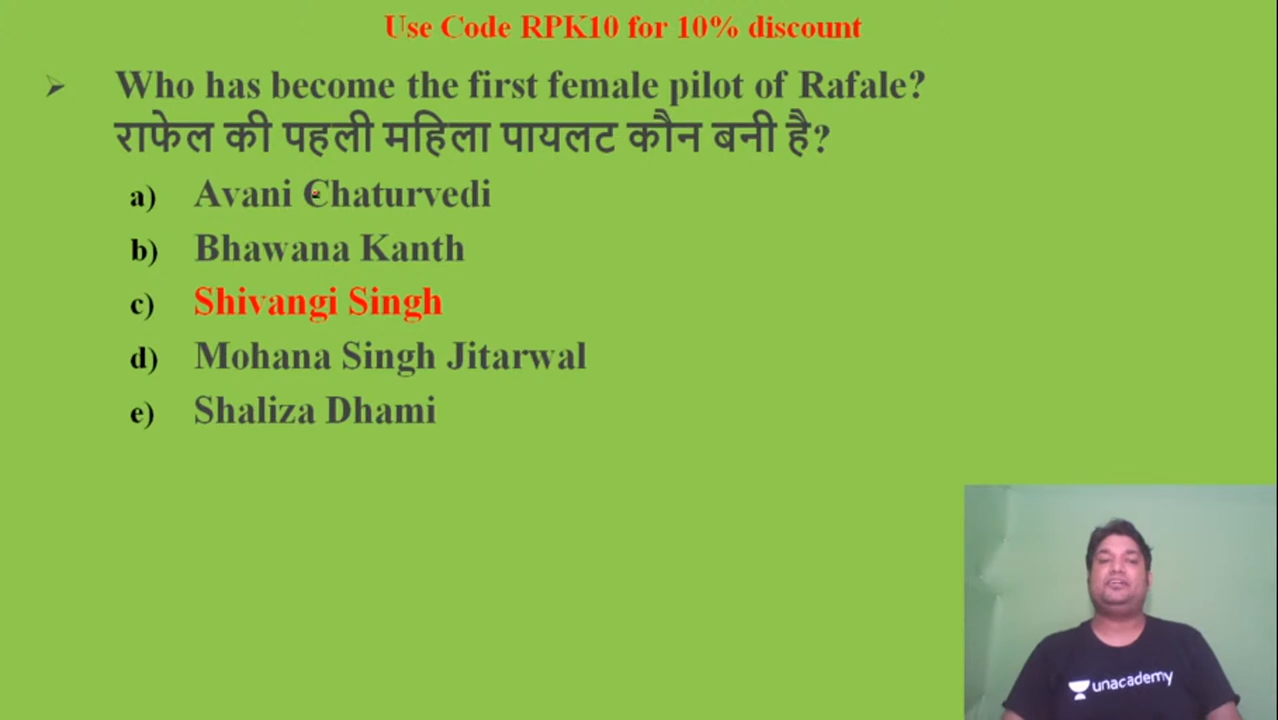 Use Code RPK10 for 10% discount
Who has become the first female pilot of Rafale?
राफेल की पहली महिला पायलट कौन बनी है?
a) Avani Chaturvedi
b) Bhawana Kanth
c) Shivangi Singh
d) Mohana Singh Jitarwal
e) Shaliza Dhami
unacademy